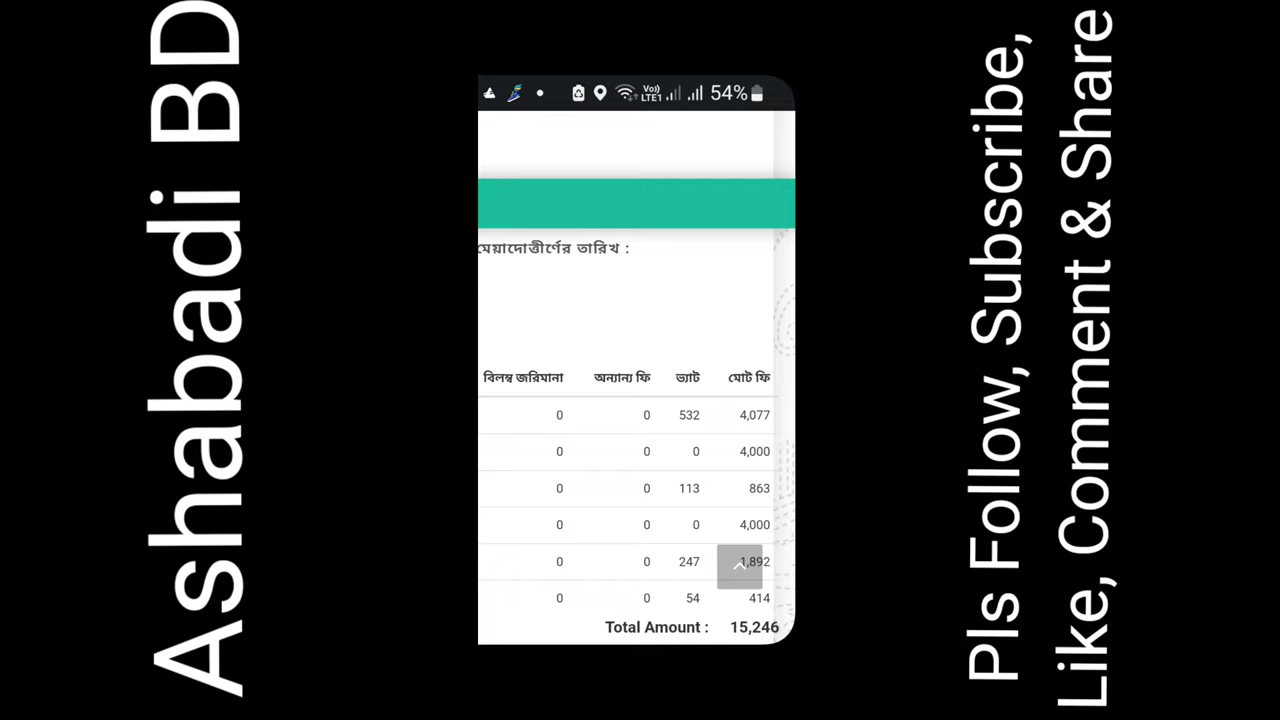 Ashabadi BD
Vo)) LTE1 54%
মেয়াদোত্তীর্ণের তারিখ :
বিলম্ব জরিমানা অন্যান্য ফি ভ্যাট মোট ফি
0 0 532 4,077
0 0 0 4,000
0 0 113 863
0 0 0 4,000
0 0 247 1,892
0 0 54 414
Total Amount : 15,246
Pls Follow, Subscribe,
Like, Comment & Share